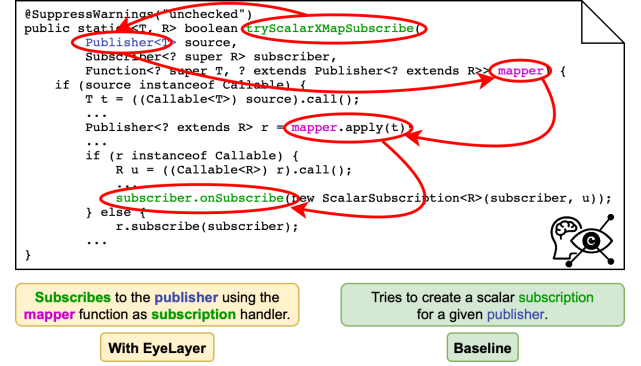 @SuppressWarnings("unchecked")
public static <T, R> boolean tryScalarXMapSubscribe(
Publisher<T> source,
Subscriber<? super R> subscriber,
Function<? super T, ? extends Publisher<? extends R>> mapper) {
if (source instanceof Callable) {
T t = ((Callable<T>) source).call();
...
Publisher<? extends R> r = mapper.apply(t);
...
if (r instanceof Callable) {
R u = ((Callable<R>) r).call();
...
subscriber.onSubscribe(new ScalarSubscription<R>(subscriber, u));
} else {
r.subscribe(subscriber);
...
}
C
Subscribes to the publisher using the
mapper function as subscription handler.
With EyeLayer
Tries to create a scalar subscription
for a given publisher.
Baseline